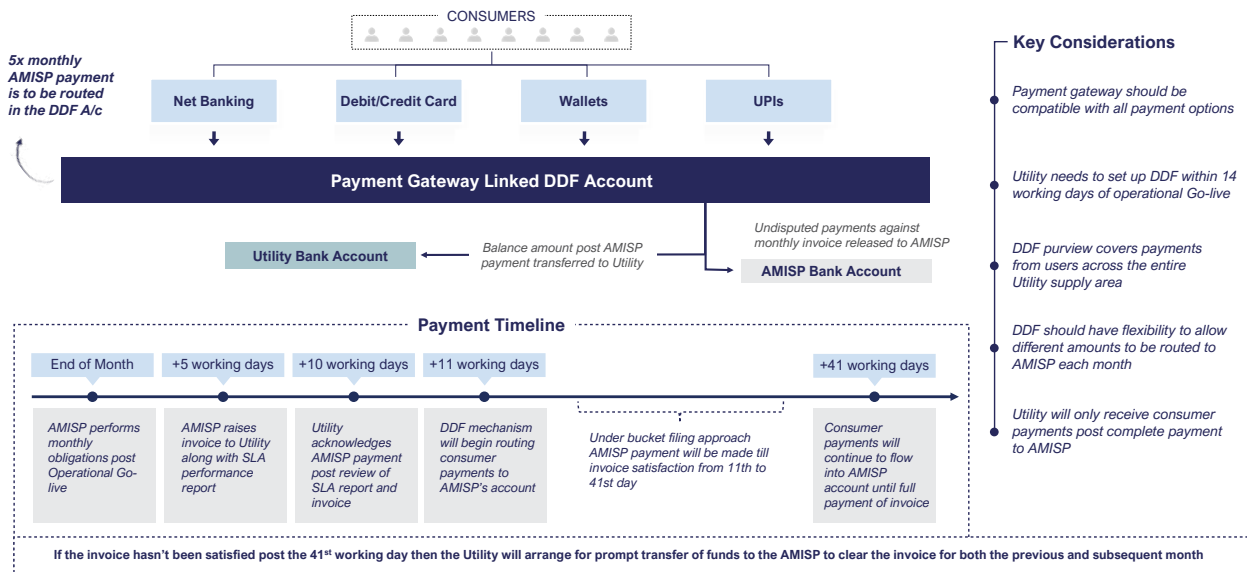 CONSUMERS
5x monthly
AMISP payment
is to be routed
in the DDF A/c
Net Banking
Debit/Credit Card
Wallets
UPIs
Payment Gateway Linked DDF Account
Utility Bank Account
Balance amount post AMISP
payment transferred to Utility
Undisputed payments against
monthly invoice released to AMISP
AMISP Bank Account
Key Considerations
Payment gateway should be
compatible with all payment options
Utility needs to set up DDF within 14
working days of operational Go-live
DDF purview covers payments
from users across the entire
Utility supply area
DDF should have flexibility to allow
different amounts to be routed to
AMISP each month
Utility will only receive consumer
payments post complete payment
to AMISP
Payment Timeline
End of Month
+5 working days
+10 working days
+11 working days
+41 working days
AMISP performs
monthly
obligations post
Operational Go-
live
AMISP raises
invoice to Utility
along with SLA
performance
report
Utility
acknowledges
AMISP payment
post review of
SLA report and
invoice
DDF mechanism
will begin routing
consumer
payments to
AMISP's account
Under bucket filing approach
AMISP payment will be made till
invoice satisfaction from 11th to
41st day
Consumer
payments will
continue to flow
into AMISP
account until full
payment of invoice
If the invoice hasn't been satisfied post the 41st working day then the Utility will arrange for prompt transfer of funds to the AMISP to clear the invoice for both the previous and subsequent month